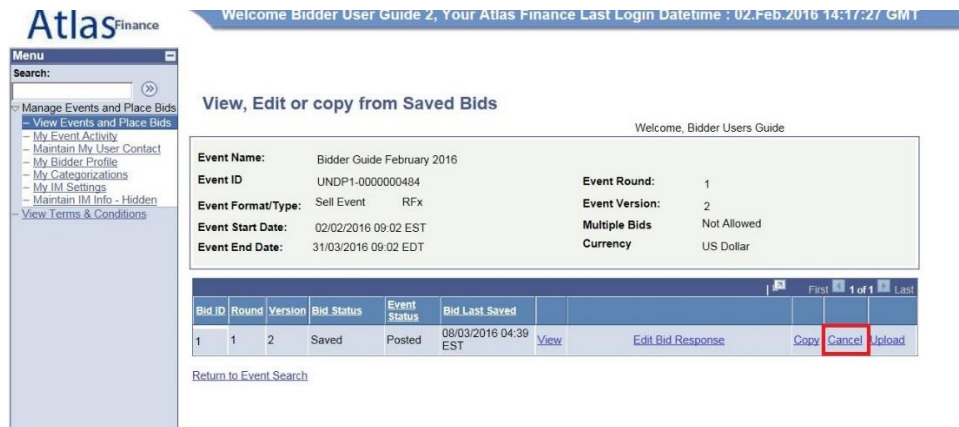 Atlas Finance
Welcome Bidder User Guide 2, Your Atlas Finance Last Login Datetime : 02.Feb.2016 14:17:27 GMT
Menu
Search:
Manage Events and Place Bids
– View Events and Place Bids
– My Event Activity
– Maintain My User Contact
– My Bidder Profile
– My Categorizations
– My IM Settings
– Maintain IM Info - Hidden
– View Terms & Conditions
View, Edit or copy from Saved Bids
Welcome, Bidder Users Guide
Event Name: Bidder Guide February 2016
Event ID UNDP1-0000000484 Event Round: 1
Event Format/Type: Sell Event RFx Event Version: 2
Event Start Date: 02/02/2016 09:02 EST Multiple Bids Not Allowed
Event End Date: 31/03/2016 09:02 EDT Currency US Dollar
First 1 of 1 Last
Bid ID Round Version Bid Status Event Status Bid Last Saved
1 1 2 Saved Posted 08/03/2016 04:39 EST View Edit Bid Response Copy Cancel Upload
Return to Event Search